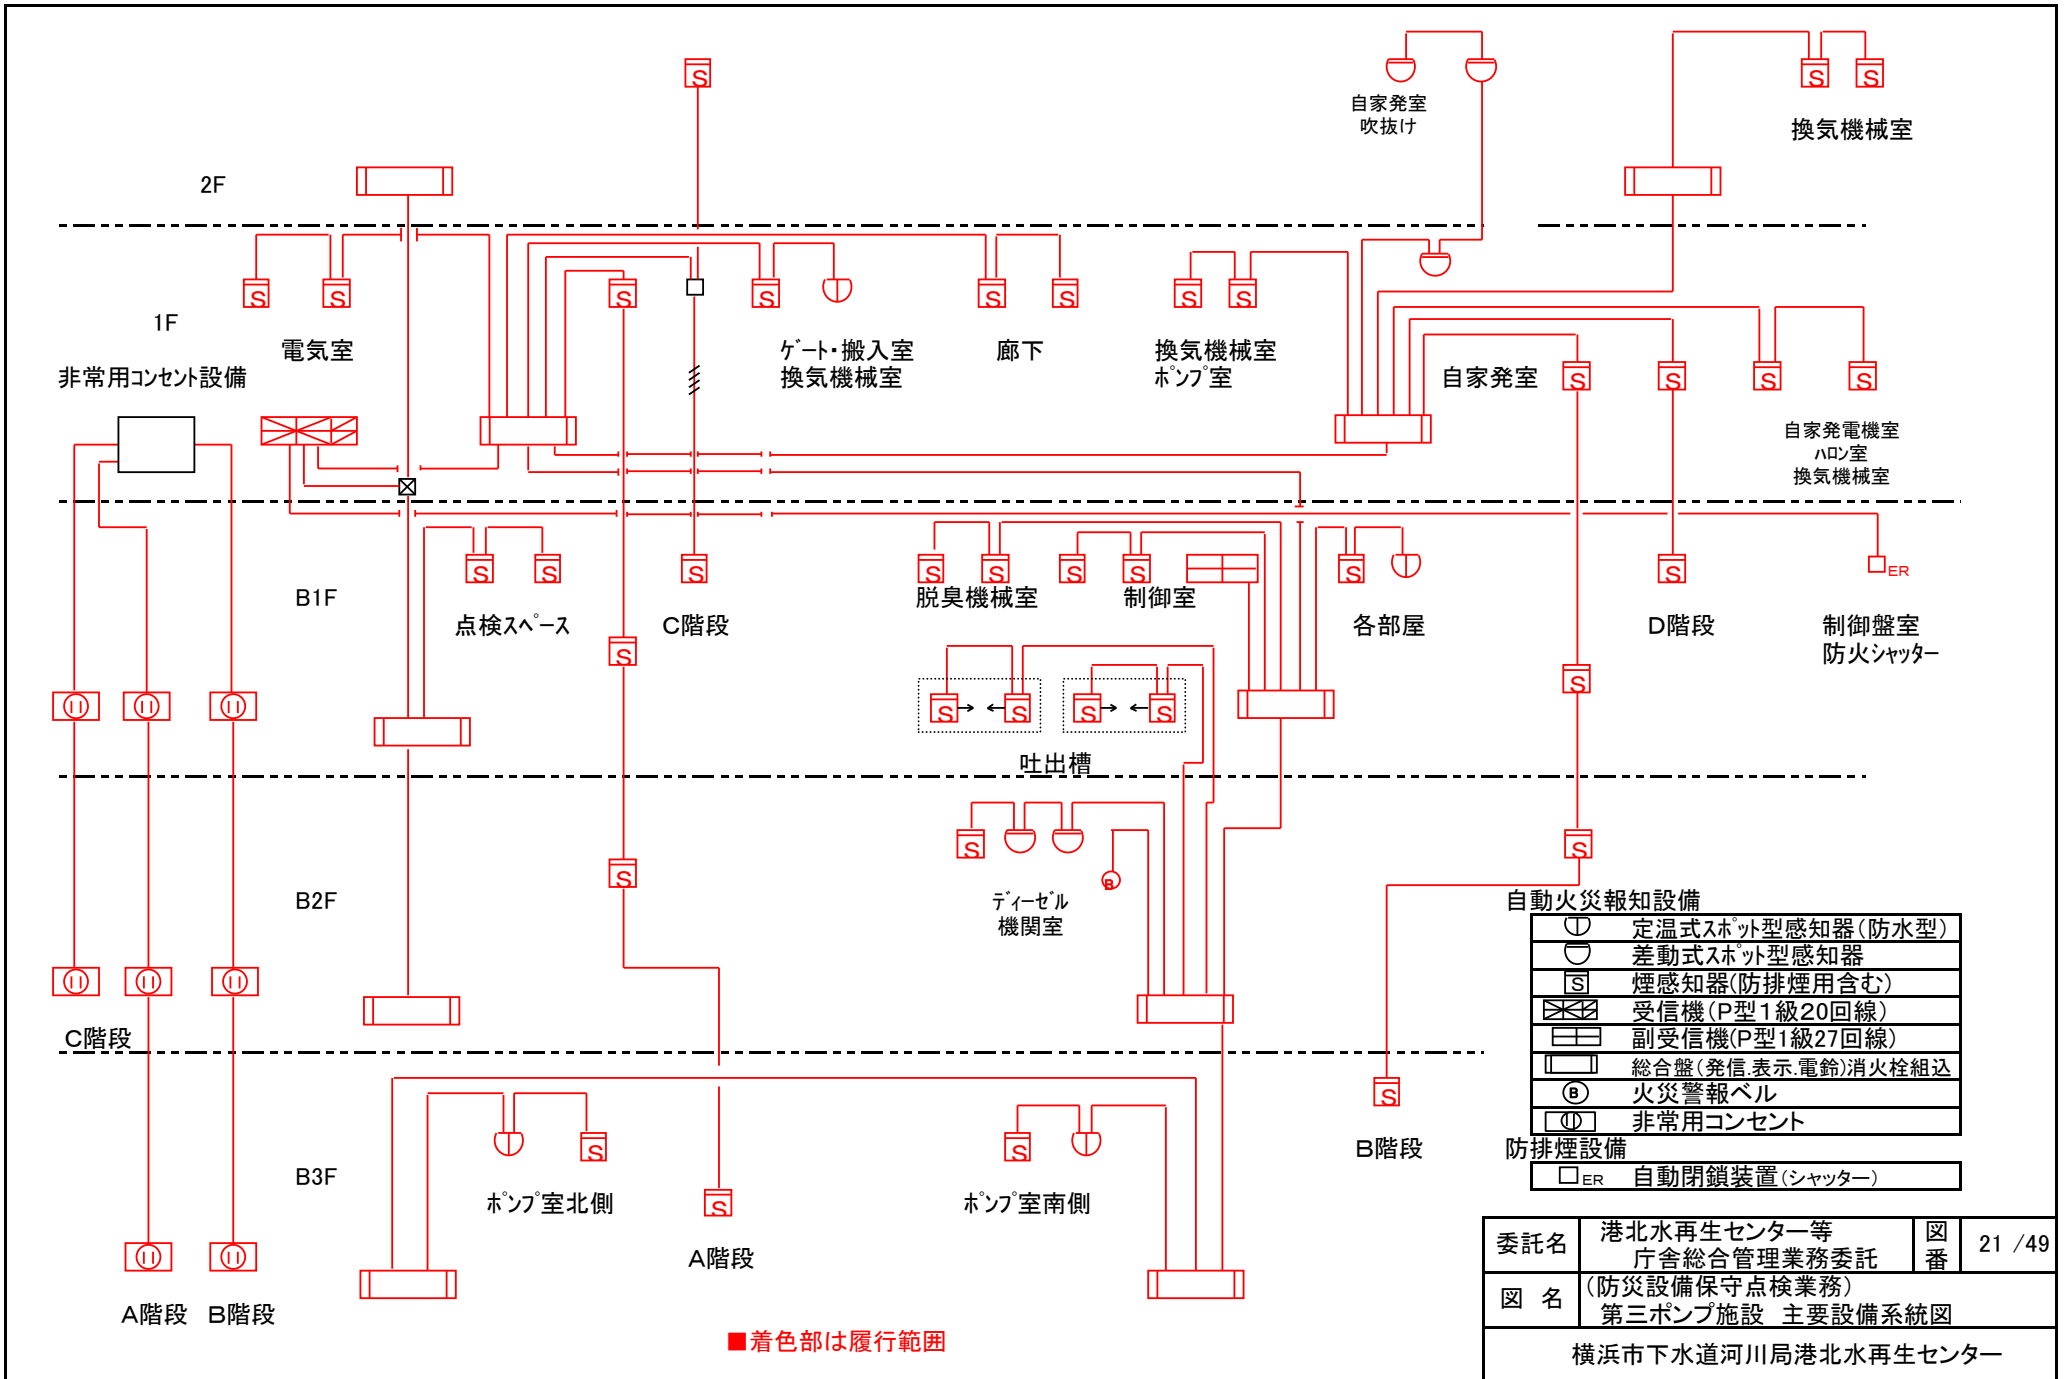 S
自家発室
吹抜け
S S
換気機械室
2F
S S S S S S S S
1F
電気室
ｹﾞｰﾄ・搬入室
換気機械室
廊下
換気機械室
ﾎﾟﾝﾌﾟ室
自家発室
S S S S
非常用ｺﾝｾﾝﾄ設備
自家発電機室
ﾊﾛﾝ室
換気機械室
B1F
S S S S S S S S S
ER
点検ｽﾍﾟｰｽ
C階段
脱臭機械室
制御室
各部屋
D階段
制御盤室
防火ｼｬｯﾀｰ
S S
S S S S
吐出槽
B2F
S S S
B
ﾃﾞｨｰｾﾞﾙ
機関室
C階段
B3F
S S S S
ﾎﾟﾝﾌﾟ室北側
A階段
ﾎﾟﾝﾌﾟ室南側
B階段
A階段 B階段
■着色部は履行範囲
自動火災報知設備
定温式ｽﾎﾟｯﾄ型感知器（防水型）
差動式ｽﾎﾟｯﾄ型感知器
S 煙感知器(防排煙用含む)
受信機（P型１級20回線）
副受信機(P型1級27回線)
総合盤（発信.表示.電鈴)消火栓組込
B 火災警報ベル
非常用コンセント
防排煙設備
ER 自動閉鎖装置（シャッター）
委託名 港北水再生センター等
庁舎総合管理業務委託
図番 21 /49
図 名 （防災設備保守点検業務）
第三ポンプ施設 主要設備系統図
横浜市下水道河川局港北水再生センター